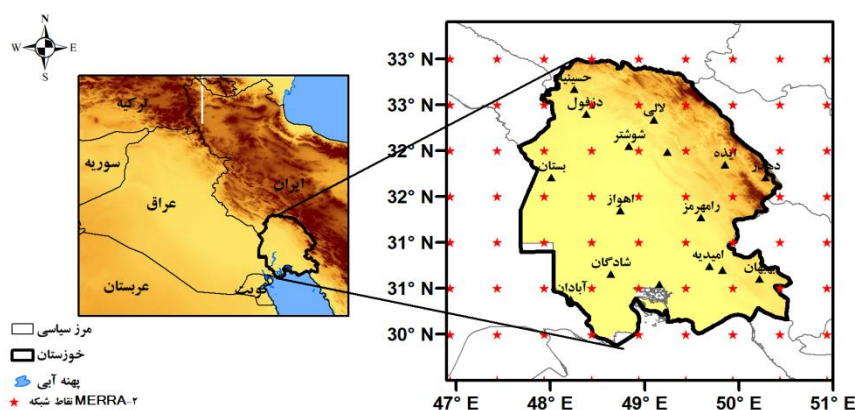 N
W E
S
ترکیه
سوریه
عراق
ایران
عربستان
کویت
مرز سیاسی
خوزستان
پهنه آبی
نقاط شبکه MERRA-۲
33° N
33° N
32° N
32° N
31° N
31° N
30° N
حسینیه
دزفول
لالی
شوشتر
ایذه
دهدز
بستان
اهواز
رامهرمز
امیدیه
بهبهان
شادگان
آبادان
47° E
48° E
49° E
50° E
51° E